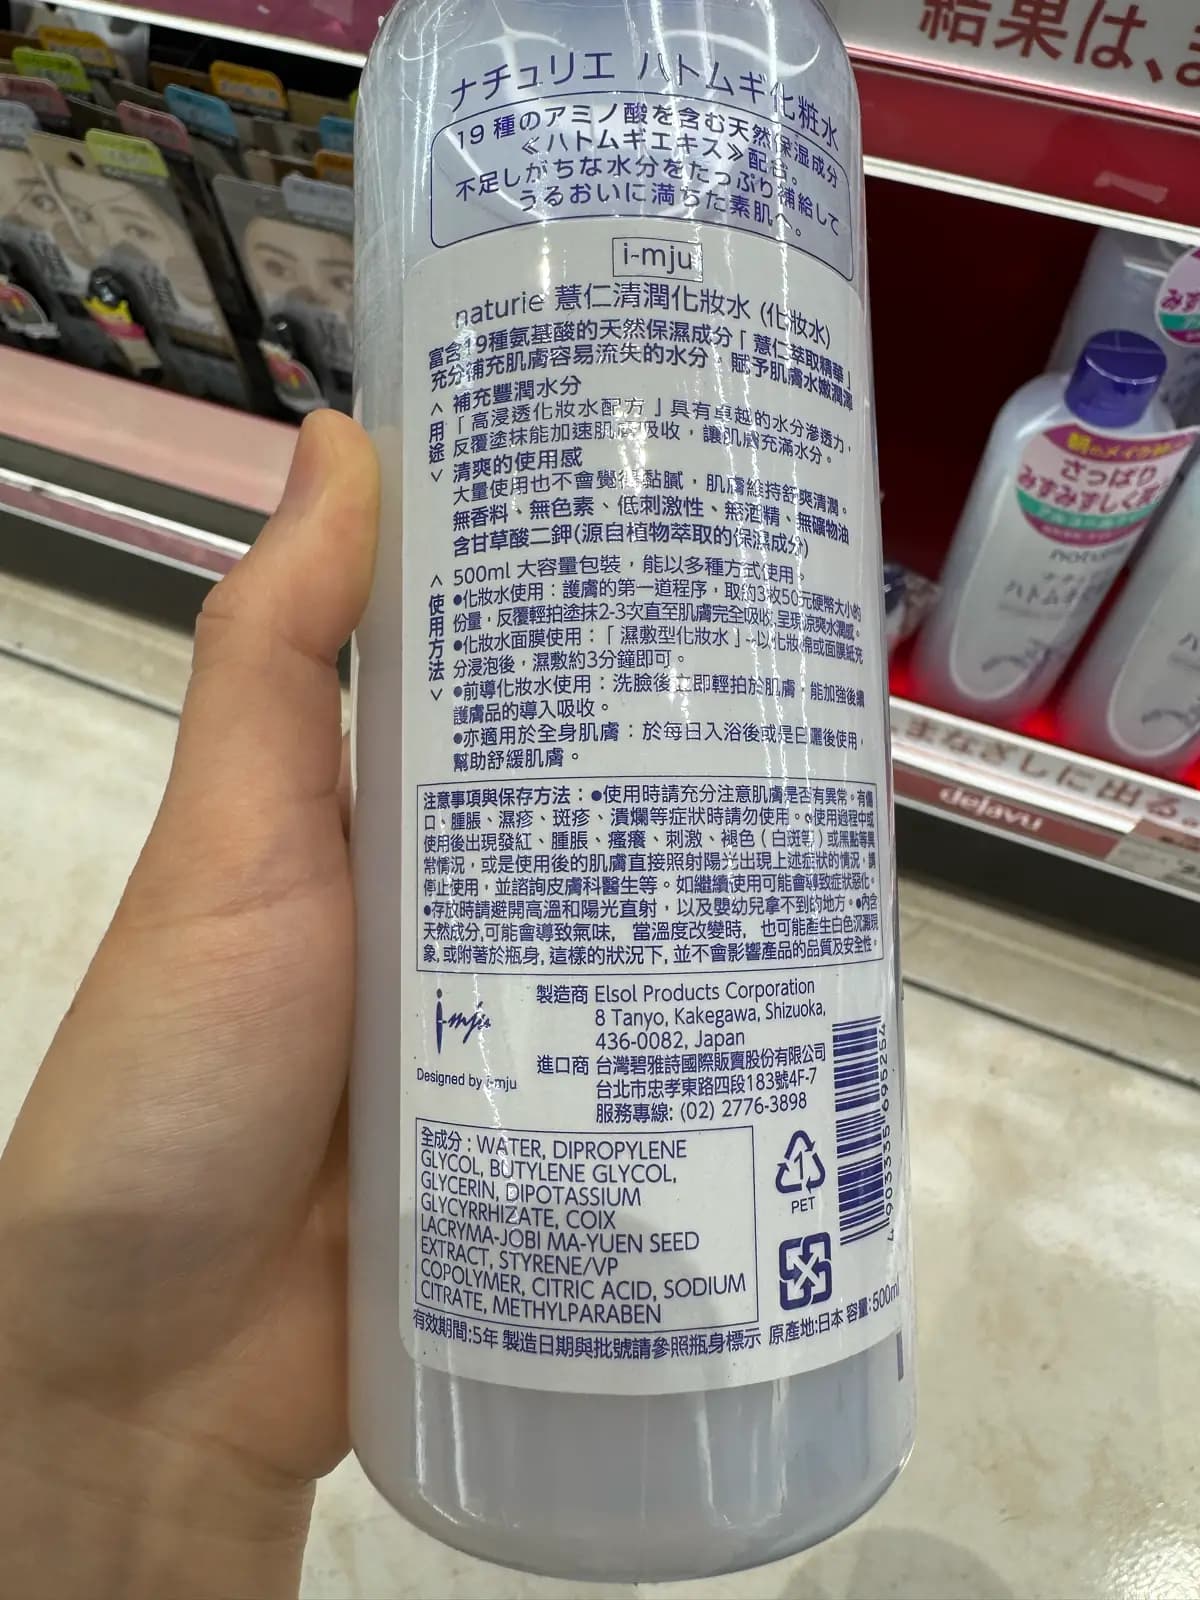 結果は、
ナチュリエ ハトムギ化粧水
19種のアミノ酸を含む天然保湿成分
≪ハトムギエキス≫配合。
不足しがちな水分をたっぷり補給して
うるおいに満ちた素肌へ。
i-mju
naturie 薏仁清潤化妝水 (化妝水)
富含19種氨基酸的天然保濕成分「薏仁萃取精華」
充分補充肌膚容易流失的水分，賦予肌膚水嫩潤澤
＜用途＞
補充豐潤水分
「高浸透化妝水配方」具有卓越的水分滲透力，
反覆塗抹能加速肌膚吸收，讓肌膚充滿水分。
清爽的使用感
大量使用也不會覺得黏膩，肌膚維持舒爽清潤。
無香料、無色素、低刺激性、無酒精、無礦物油
含甘草酸二鉀(源自植物萃取的保濕成分)
＜使用方法＞
500ml 大容量包裝，能以多種方式使用。
●化妝水使用：護膚的第一道程序，取約3枚50元硬幣大小的
份量，反覆輕拍塗抹2-3次直至肌膚完全吸收,呈現涼爽水潤感。
●化妝水面膜使用：「濕敷型化妝水」→以化妝棉或面膜紙充
分浸泡後，濕敷約3分鐘即可。
●前導化妝水使用：洗臉後立即輕拍於肌膚，能加強後續
護膚品的導入吸收。
●亦適用於全身肌膚：於每日入浴後或是日曬後使用，
幫助舒緩肌膚。
注意事項與保存方法：●使用時請充分注意肌膚是否有異常。有傷
口、腫脹、濕疹、斑疹、潰爛等症狀時請勿使用。●使用過程中或
使用後出現發紅、腫脹、瘙癢、刺激、褪色（白斑等）或黑點等異
常情況，或是使用後的肌膚直接照射陽光出現上述症狀的情況，請
停止使用，並諮詢皮膚科醫生等。如繼續使用可能會導致症狀惡化。
●存放時請避開高溫和陽光直射，以及嬰幼兒拿不到的地方。●內含
天然成分,可能會導致氣味，當溫度改變時，也可能產生白色沉澱現
象,或附著於瓶身,這樣的狀況下,並不會影響產品的品質及安全性。
i-mju
Designed by i-mju
製造商 Elsol Products Corporation
8 Tanyo, Kakegawa, Shizuoka,
436-0082, Japan
進口商 台灣碧雅詩國際販賣股份有限公司
台北市忠孝東路四段183號4F-7
服務專線: (02) 2776-3898
4903335695254
全成分：WATER, DIPROPYLENE
GLYCOL, BUTYLENE GLYCOL,
GLYCERIN, DIPOTASSIUM
GLYCYRRHIZATE, COIX
LACRYMA-JOBI MA-YUEN SEED
EXTRACT, STYRENE/VP
COPOLYMER, CITRIC ACID, SODIUM
CITRATE, METHYLPARABEN
1
PET
有效期間:5年 製造日期與批號請參照瓶身標示 原產地:日本 容量:500ml
さっぱり
みずみずしく
ハトムギ